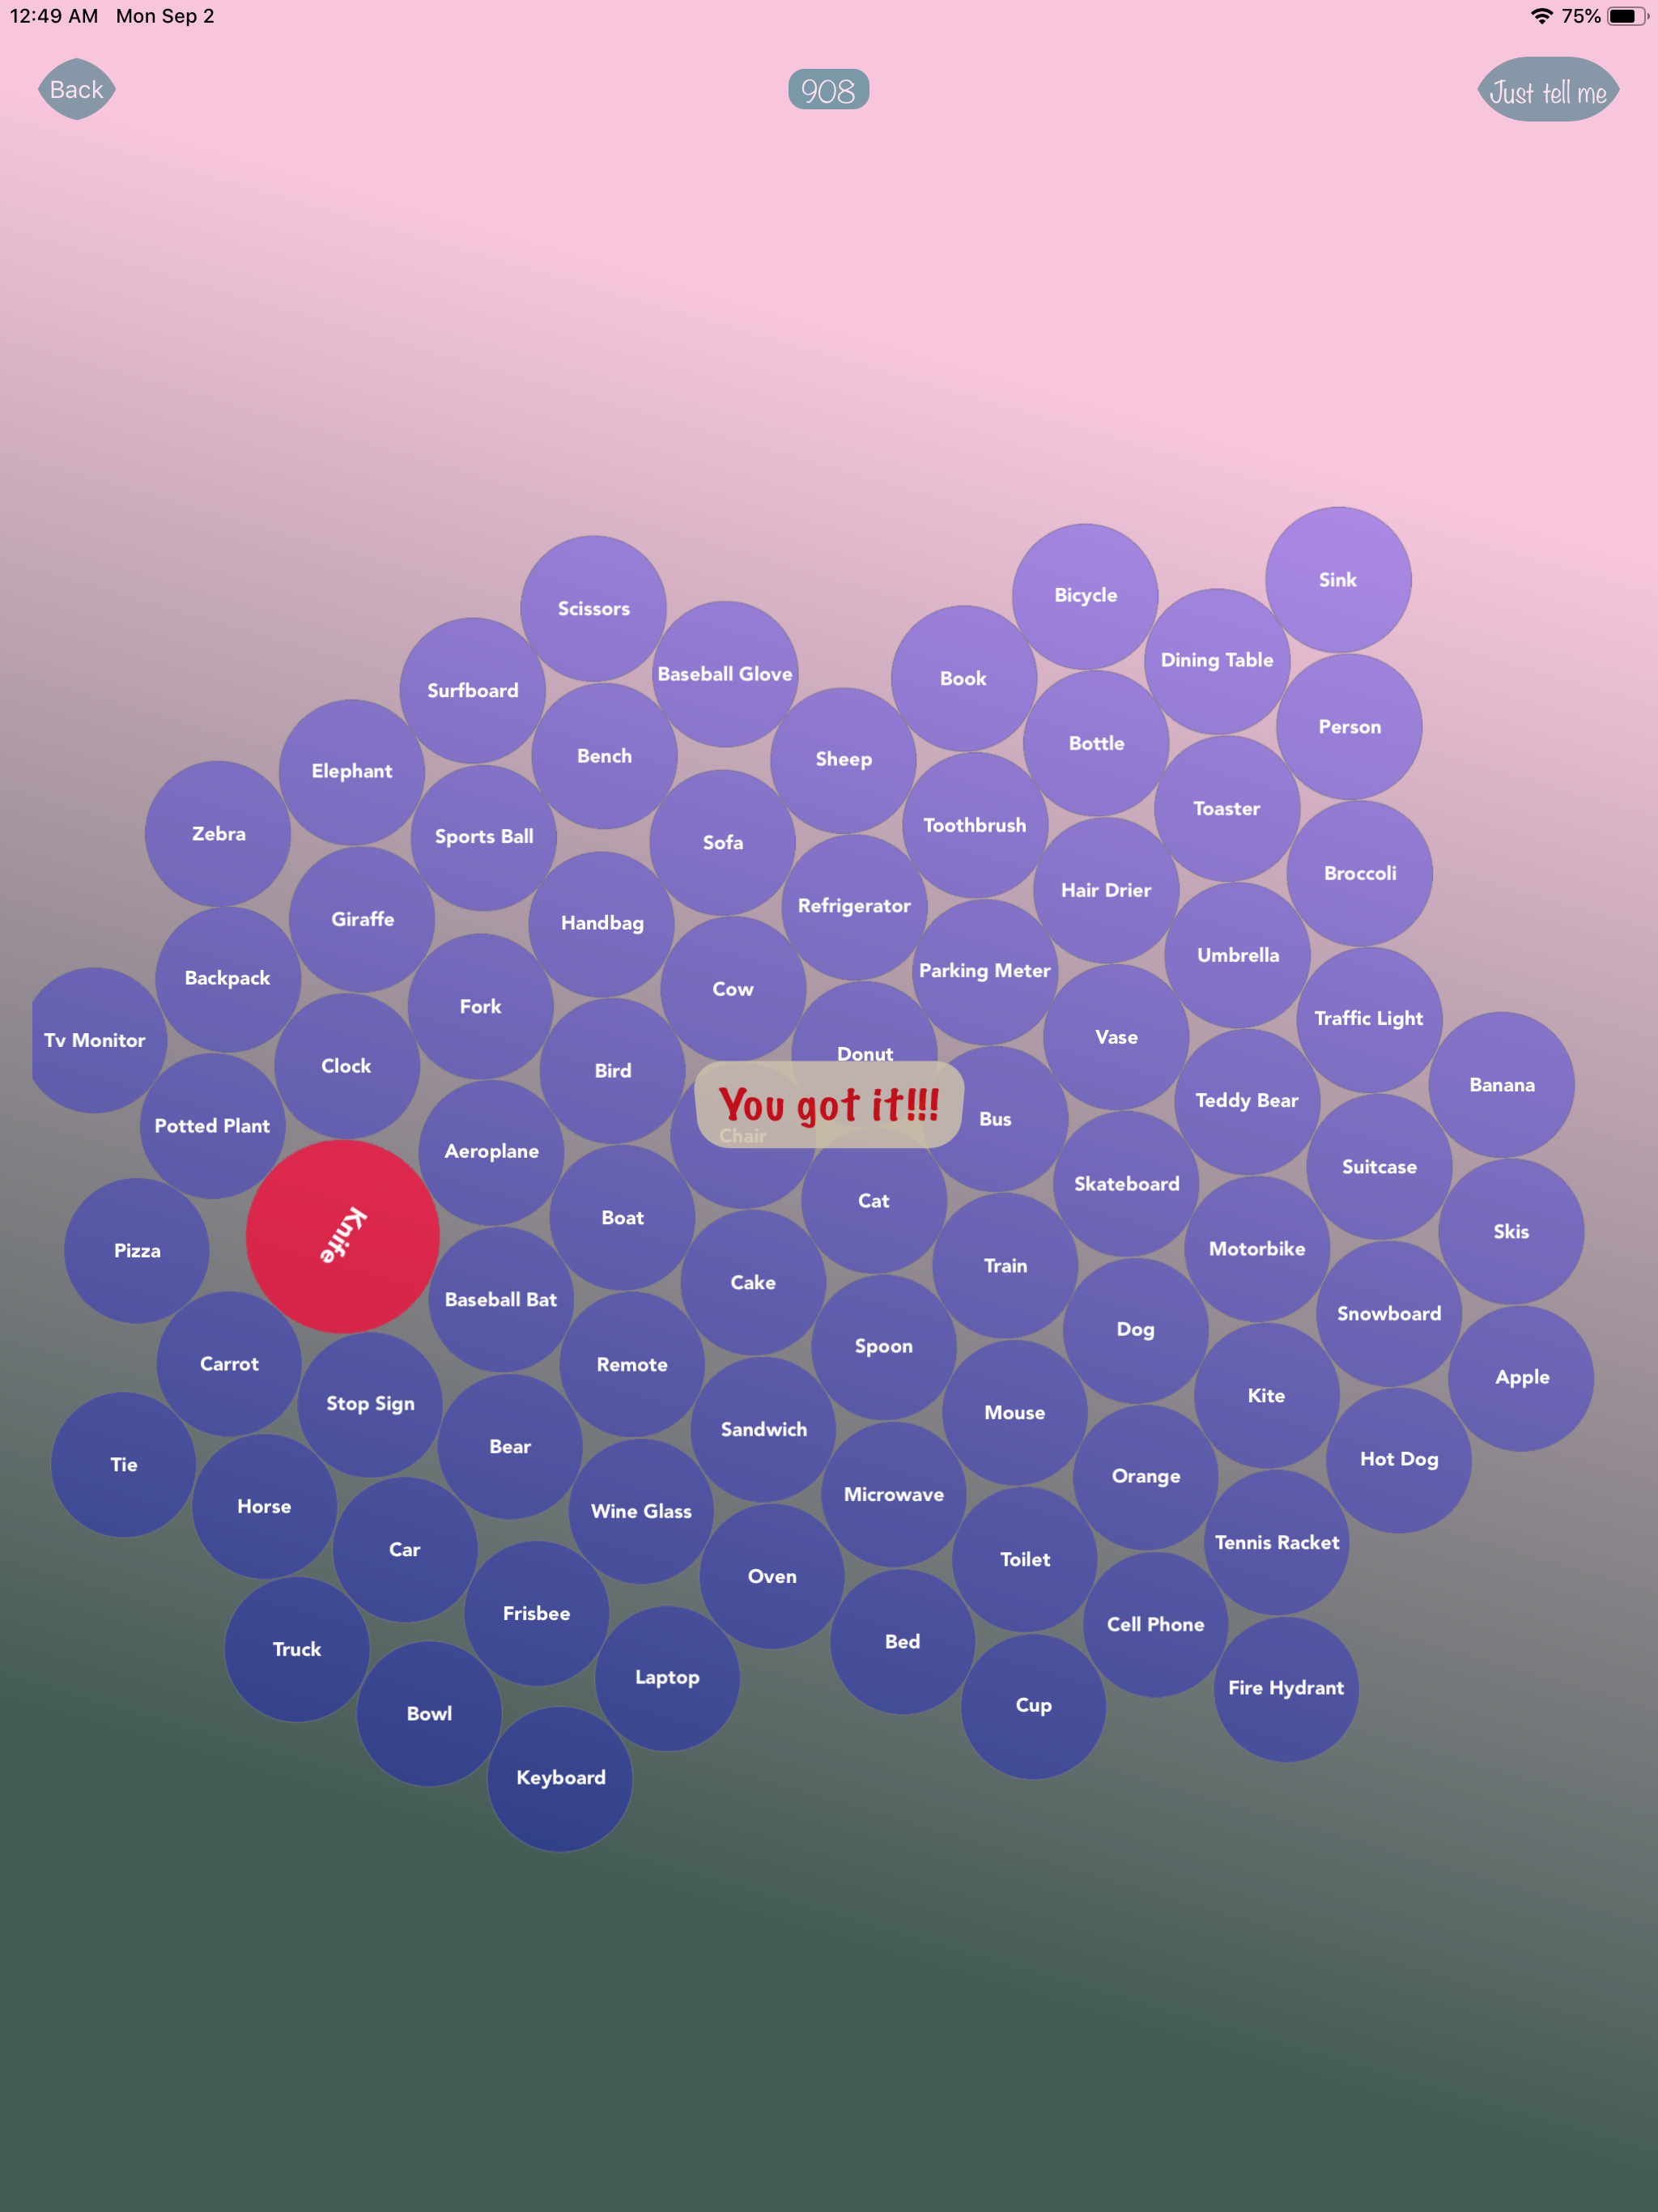 12:49 AM Mon Sep 2
75%
Back
908
Just tell me
Sink
Bicycle
Scissors
Dining Table
Baseball Glove
Book
Surfboard
Person
Bottle
Bench
Sheep
Elephant
Toaster
Toothbrush
Zebra
Sports Ball
Sofa
Broccoli
Hair Drier
Refrigerator
Giraffe
Handbag
Umbrella
Parking Meter
Backpack
Cow
Fork
Traffic Light
Vase
Tv Monitor
Donut
Clock
Bird
Banana
Teddy Bear
You got it!!!
Bus
Potted Plant
Chair
Aeroplane
Suitcase
Skateboard
Cat
Boat
Knife
Skis
Motorbike
Pizza
Train
Cake
Baseball Bat
Snowboard
Dog
Spoon
Carrot
Remote
Apple
Kite
Stop Sign
Mouse
Sandwich
Bear
Hot Dog
Tie
Orange
Microwave
Horse
Wine Glass
Tennis Racket
Car
Toilet
Oven
Frisbee
Cell Phone
Bed
Truck
Laptop
Fire Hydrant
Cup
Bowl
Keyboard